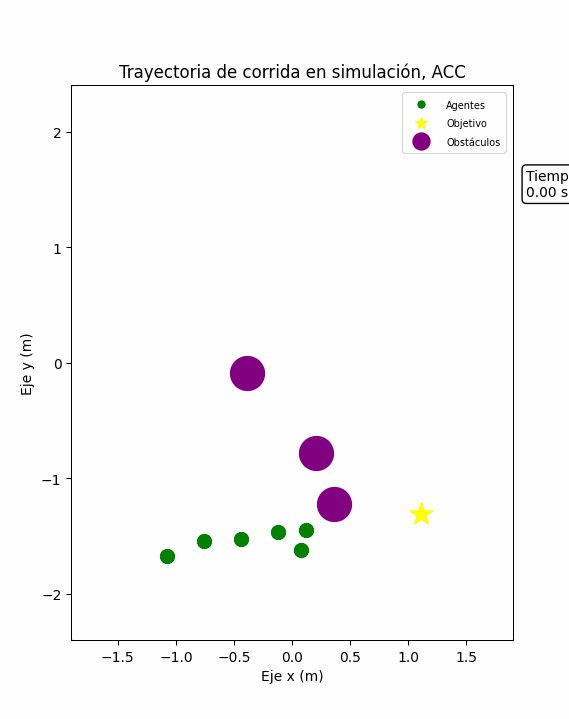 Trayectoria de corrida en simulación, ACC
Agentes
Objetivo
Obstáculos
0.00 s
2
1
0
−1
−2
Eje y (m)
−1.5 −1.0 −0.5 0.0 0.5 1.0 1.5
Eje x (m)